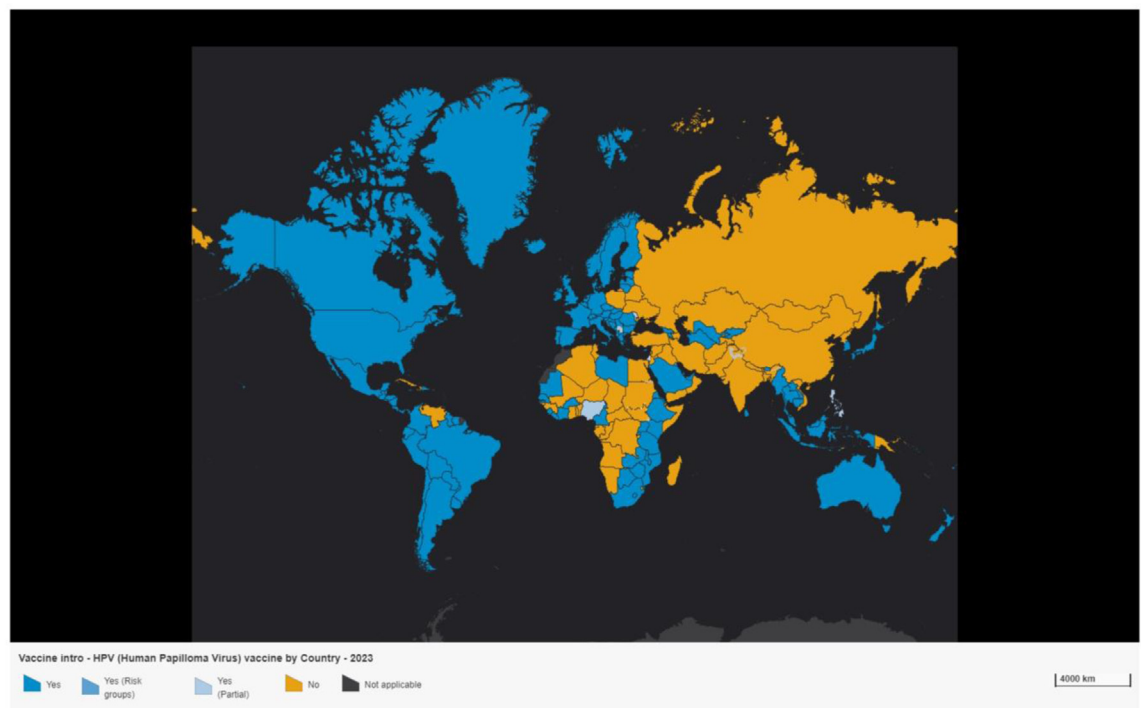 Vaccine intro - HPV (Human Papilloma Virus) vaccine by Country - 2023
Yes
Yes (Risk
groups)
Yes
(Partial)
No
Not applicable
4000 km